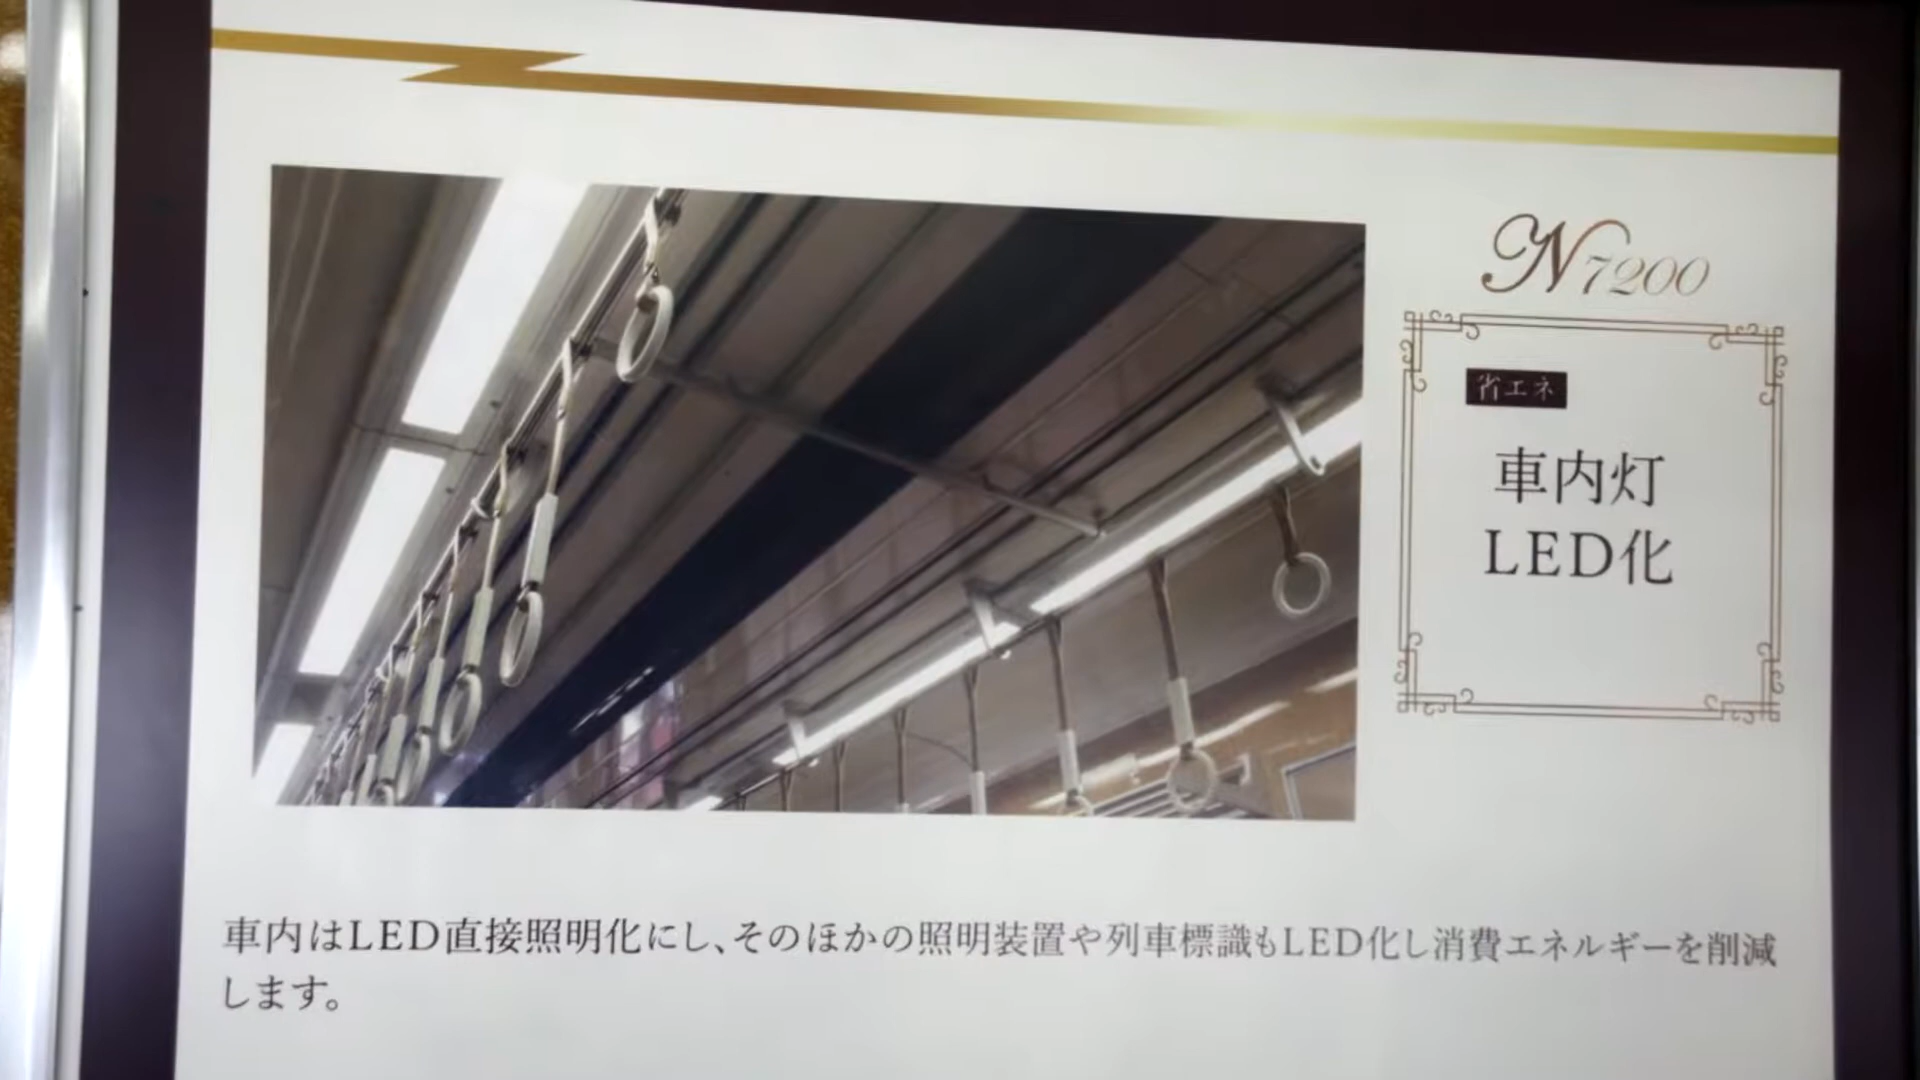 N7200
省エネ
車内灯
LED化
車内はLED直接照明化にし、そのほかの照明装置や列車標識もLED化し消費エネルギーを削減
します。